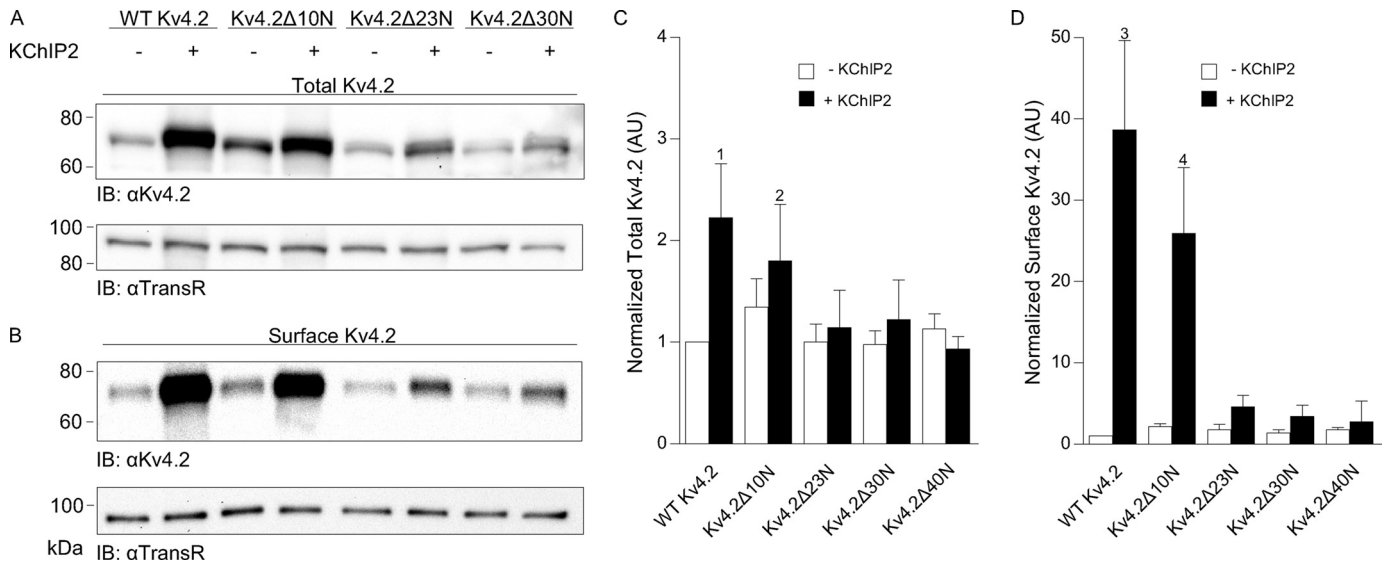 A
WT Kv4.2 Kv4.2Δ10N Kv4.2Δ23N Kv4.2Δ30N
KChIP2 - + - + - + - +
Total Kv4.2
80
60
IB: αKv4.2
100
80
IB: αTransR
B
Surface Kv4.2
80
60
IB: αKv4.2
100
kDa
IB: αTransR
C
Normalized Total Kv4.2 (AU)
4
3
2
1
0
- KChIP2
+ KChIP2
1
2
WT Kv4.2
Kv4.2Δ10N
Kv4.2Δ23N
Kv4.2Δ30N
Kv4.2Δ40N
D
Normalized Surface Kv4.2 (AU)
50
40
30
20
10
0
- KChIP2
+ KChIP2
3
4
WT Kv4.2
Kv4.2Δ10N
Kv4.2Δ23N
Kv4.2Δ30N
Kv4.2Δ40N